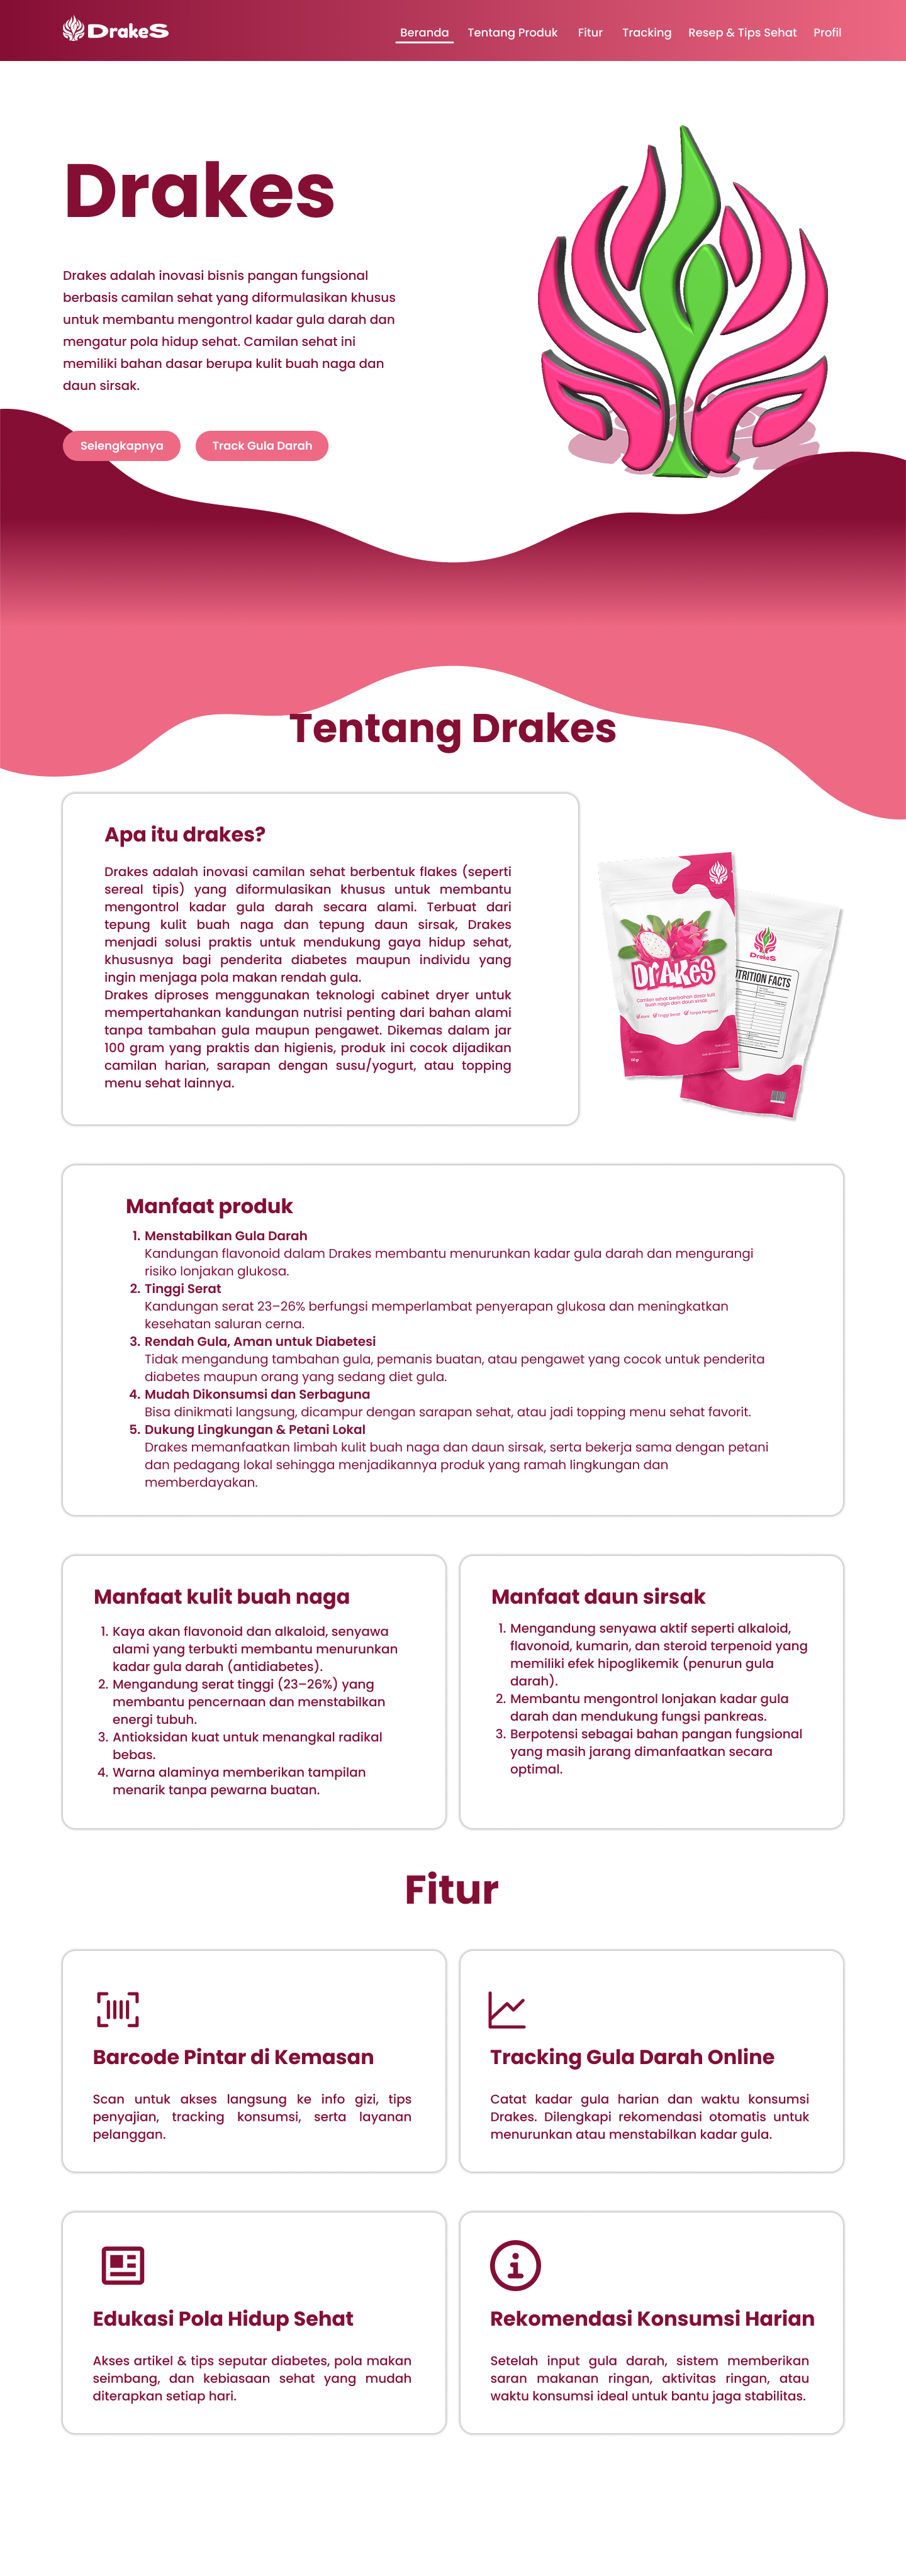 DrakeS
Beranda
Tentang Produk
Fitur
Tracking
Resep & Tips Sehat
Profil
Drakes
Drakes adalah inovasi bisnis pangan fungsional
berbasis camilan sehat yang diformulasikan khusus
untuk membantu mengontrol kadar gula darah dan
mengatur pola hidup sehat. Camilan sehat ini
memiliki bahan dasar berupa kulit buah naga dan
daun sirsak.
Selengkapnya
Track Gula Darah
Tentang Drakes
Apa itu drakes?
Drakes adalah inovasi camilan sehat berbentuk flakes (seperti
sereal tipis) yang diformulasikan khusus untuk membantu
mengontrol kadar gula darah secara alami. Terbuat dari
tepung kulit buah naga dan tepung daun sirsak, Drakes
menjadi solusi praktis untuk mendukung gaya hidup sehat,
khususnya bagi penderita diabetes maupun individu yang
ingin menjaga pola makan rendah gula.
Drakes diproses menggunakan teknologi cabinet dryer untuk
mempertahankan kandungan nutrisi penting dari bahan alami
tanpa tambahan gula maupun pengawet. Dikemas dalam jar
100 gram yang praktis dan higienis, produk ini cocok dijadikan
camilan harian, sarapan dengan susu/yogurt, atau topping
menu sehat lainnya.
DRAKeS
Camilan sehat berbahan dasar kulit
buah naga dan daun sirsak
Tinggi Serat
Tanpa Pengawet
DrakeS
TRITION FACTS
Manfaat produk
1. Menstabilkan Gula Darah
Kandungan flavonoid dalam Drakes membantu menurunkan kadar gula darah dan mengurangi
risiko lonjakan glukosa.
2. Tinggi Serat
Kandungan serat 23–26% berfungsi memperlambat penyerapan glukosa dan meningkatkan
kesehatan saluran cerna.
3. Rendah Gula, Aman untuk Diabetesi
Tidak mengandung tambahan gula, pemanis buatan, atau pengawet yang cocok untuk penderita
diabetes maupun orang yang sedang diet gula.
4. Mudah Dikonsumsi dan Serbaguna
Bisa dinikmati langsung, dicampur dengan sarapan sehat, atau jadi topping menu sehat favorit.
5. Dukung Lingkungan & Petani Lokal
Drakes memanfaatkan limbah kulit buah naga dan daun sirsak, serta bekerja sama dengan petani
dan pedagang lokal sehingga menjadikannya produk yang ramah lingkungan dan
memberdayakan.
Manfaat kulit buah naga
1. Kaya akan flavonoid dan alkaloid, senyawa
alami yang terbukti membantu menurunkan
kadar gula darah (antidiabetes).
2. Mengandung serat tinggi (23–26%) yang
membantu pencernaan dan menstabilkan
energi tubuh.
3. Antioksidan kuat untuk menangkal radikal
bebas.
4. Warna alaminya memberikan tampilan
menarik tanpa pewarna buatan.
Manfaat daun sirsak
1. Mengandung senyawa aktif seperti alkaloid,
flavonoid, kumarin, dan steroid terpenoid yang
memiliki efek hipoglikemik (penurun gula
darah).
2. Membantu mengontrol lonjakan kadar gula
darah dan mendukung fungsi pankreas.
3. Berpotensi sebagai bahan pangan fungsional
yang masih jarang dimanfaatkan secara
optimal.
Fitur
Barcode Pintar di Kemasan
Scan untuk akses langsung ke info gizi, tips
penyajian, tracking konsumsi, serta layanan
pelanggan.
Tracking Gula Darah Online
Catat kadar gula harian dan waktu konsumsi
Drakes. Dilengkapi rekomendasi otomatis untuk
menurunkan atau menstabilkan kadar gula.
Edukasi Pola Hidup Sehat
Akses artikel & tips seputar diabetes, pola makan
seimbang, dan kebiasaan sehat yang mudah
diterapkan setiap hari.
Rekomendasi Konsumsi Harian
Setelah input gula darah, sistem memberikan
saran makanan ringan, aktivitas ringan, atau
waktu konsumsi ideal untuk bantu jaga stabilitas.